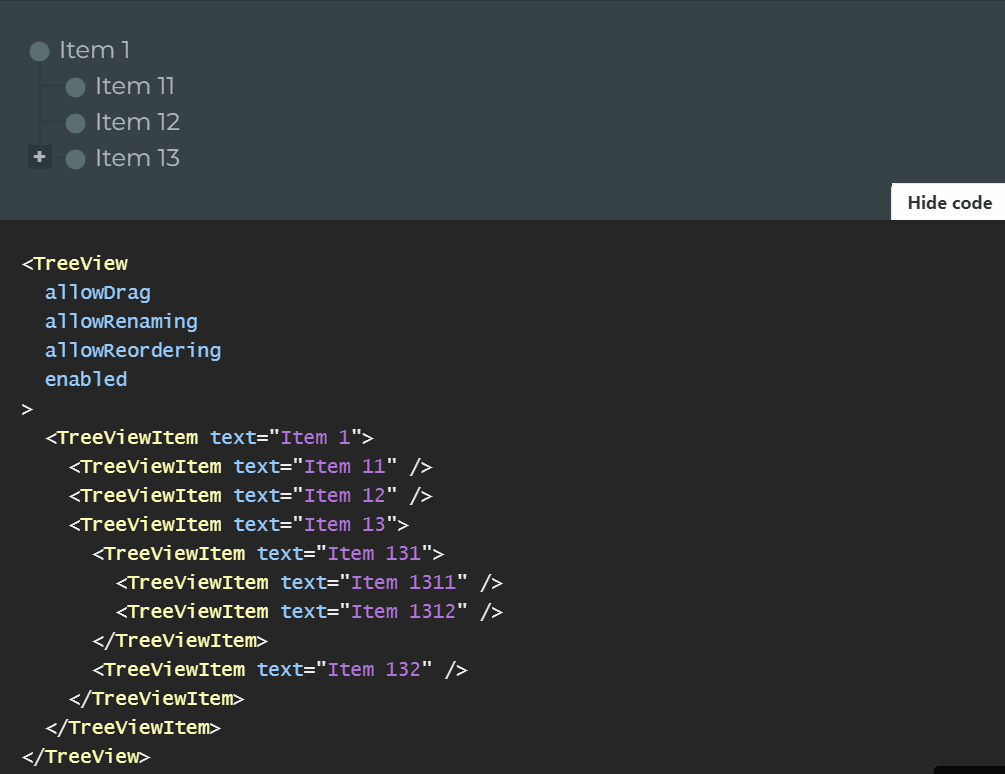 Item 1
Item 11
Item 12
+ Item 13
Hide code
<TreeView
  allowDrag
  allowRenaming
  allowReordering
  enabled
>
  <TreeViewItem text="Item 1">
    <TreeViewItem text="Item 11" />
    <TreeViewItem text="Item 12" />
    <TreeViewItem text="Item 13">
      <TreeViewItem text="Item 131">
        <TreeViewItem text="Item 1311" />
        <TreeViewItem text="Item 1312" />
      </TreeViewItem>
      <TreeViewItem text="Item 132" />
    </TreeViewItem>
  </TreeViewItem>
</TreeView>